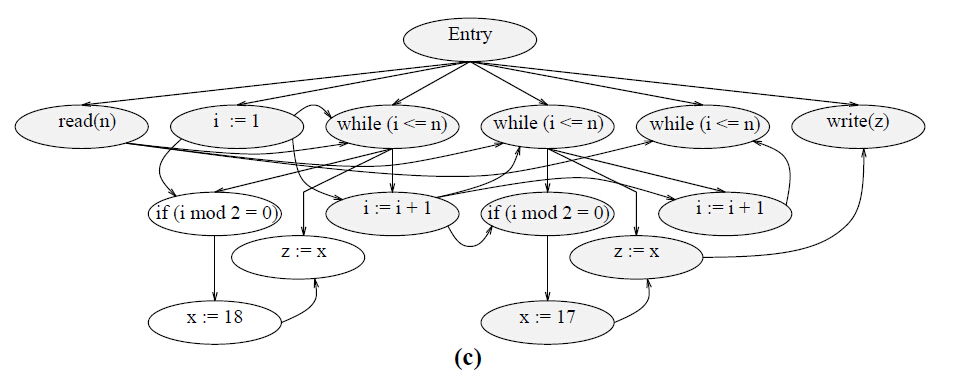 Entry
read(n)
i := 1
while (i <= n)
while (i <= n)
while (i <= n)
write(z)
if (i mod 2 = 0)
i := i + 1
if (i mod 2 = 0)
i := i + 1
z := x
z := x
x := 18
x := 17
(c)